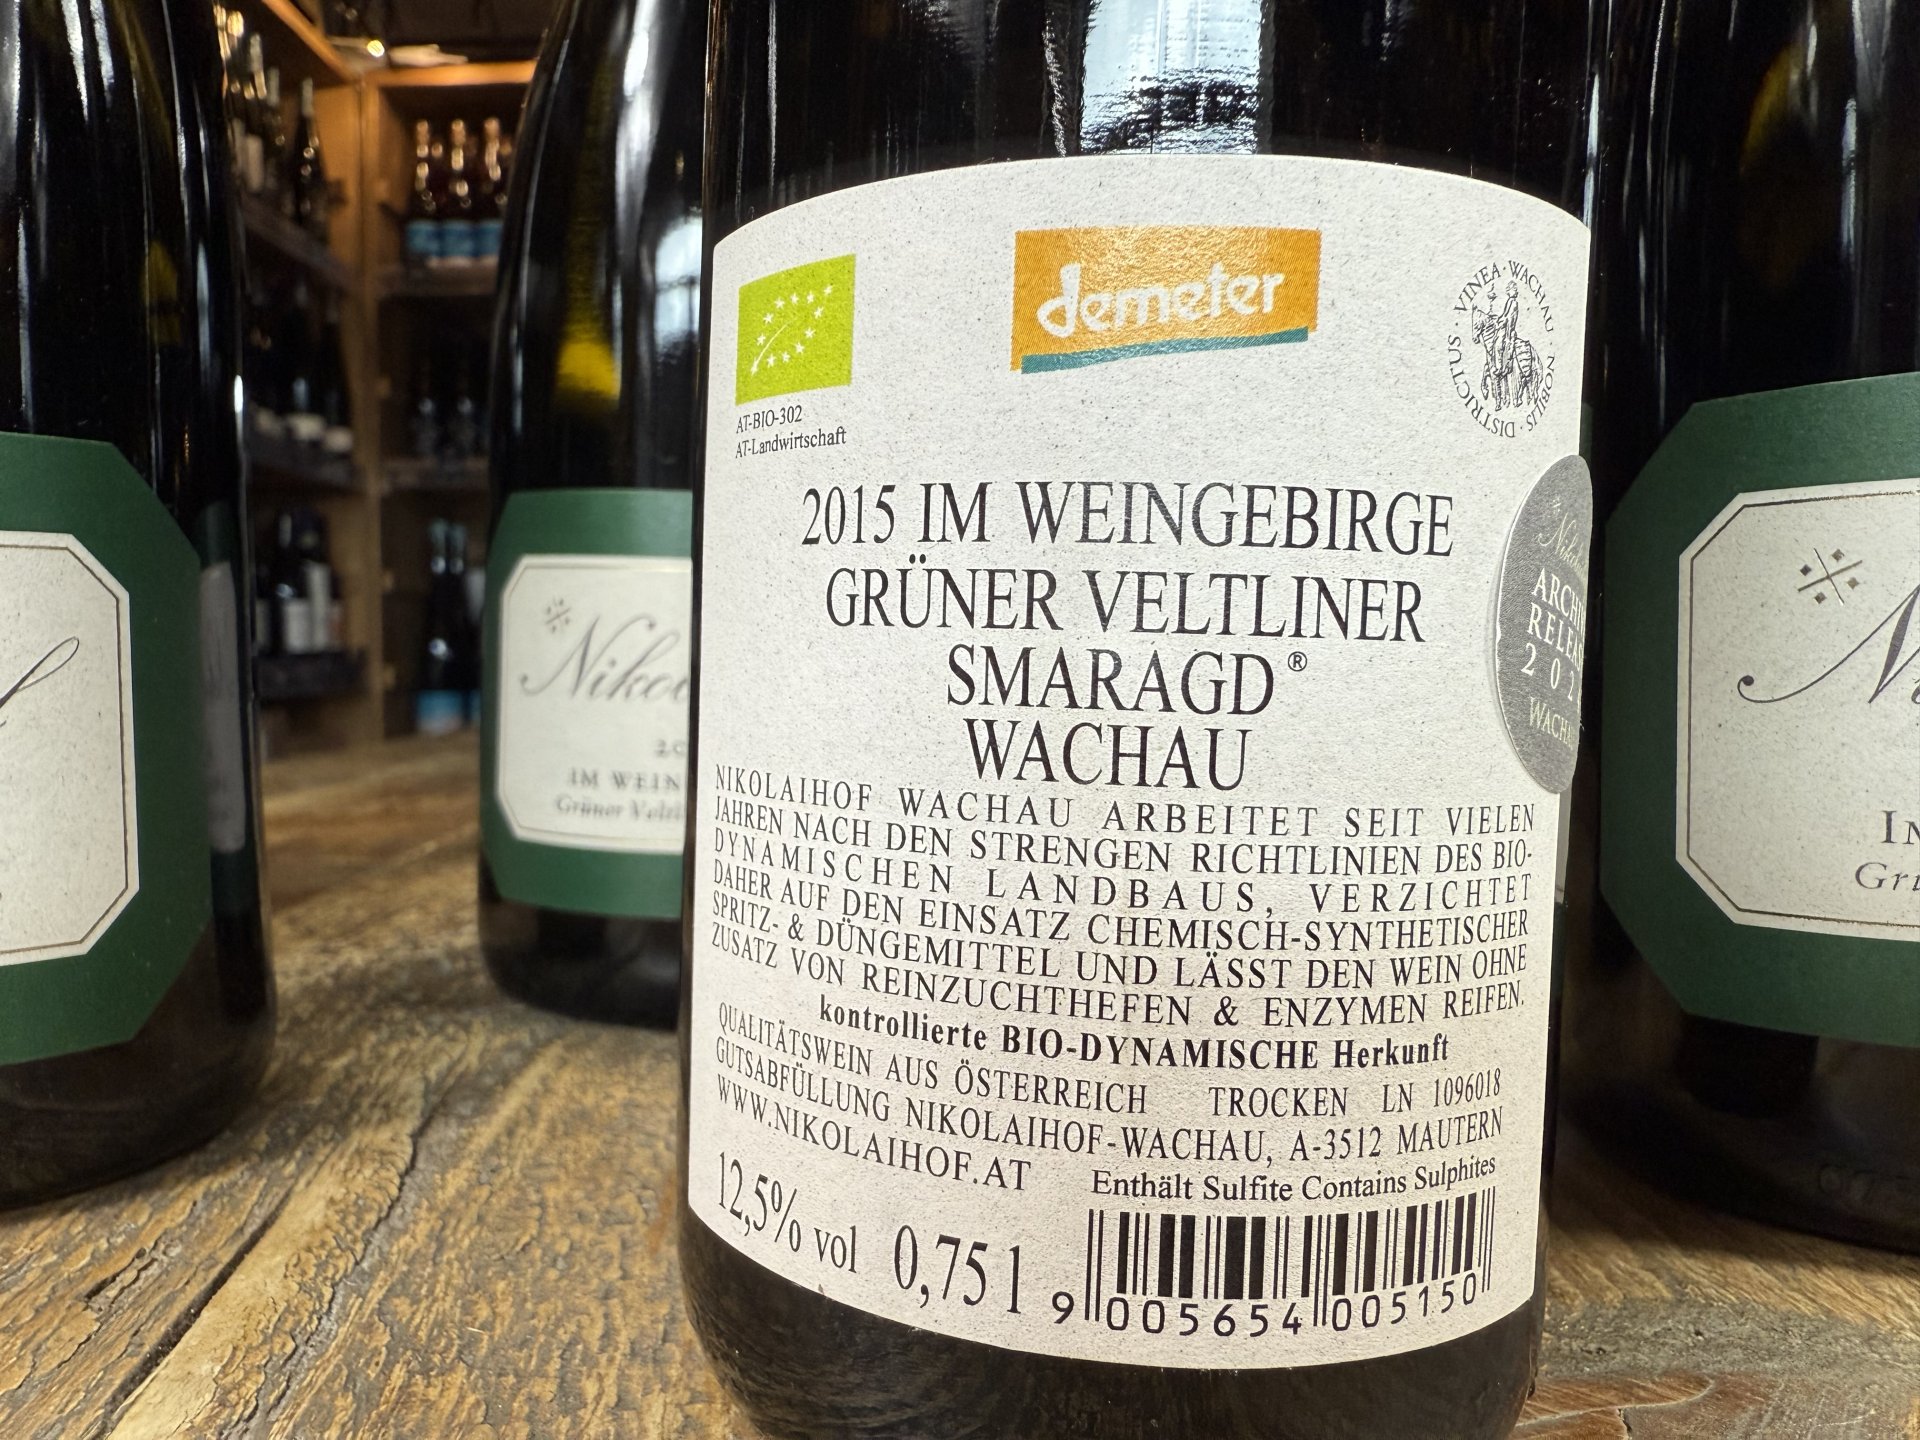 demeter
VINEA · WACHAU · NOBILIS · DISTRICTUS ·
AT-BIO-302
AT-Landwirtschaft
2015 IM WEINGEBIRGE
GRÜNER VELTLINER
SMARAGD®
WACHAU
NIKOLAIHOF WACHAU ARBEITET SEIT VIELEN
JAHREN NACH DEN STRENGEN RICHTLINIEN DES BIO-
DYNAMISCHEN LANDBAUS, VERZICHTET
DAHER AUF DEN EINSATZ CHEMISCH-SYNTHETISCHER
SPRITZ- & DÜNGEMITTEL UND LÄSST DEN WEIN OHNE
ZUSATZ VON REINZUCHTHEFEN & ENZYMEN REIFEN.
kontrollierte BIO-DYNAMISCHE Herkunft
QUALITÄTSWEIN AUS ÖSTERREICH TROCKEN LN 1096018
GUTSABFÜLLUNG NIKOLAIHOF-WACHAU, A-3512 MAUTERN
WWW.NIKOLAIHOF.AT
Enthält Sulfite Contains Sulphites
12,5% vol 0,75 l
9 005654 005150
IM WEIN
Grüner